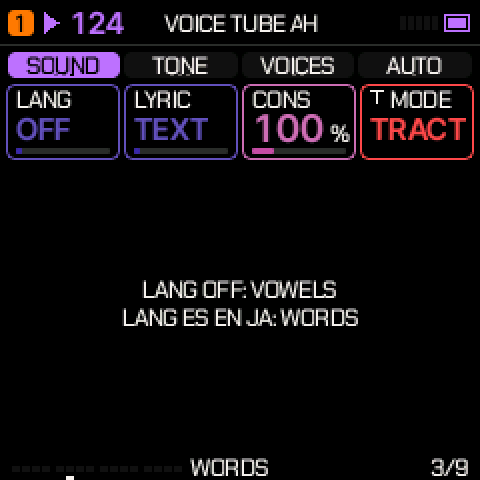 1 124 VOICE TUBE AH
SOUND TONE VOICES AUTO
LANG LYRIC CONS T MODE
OFF TEXT 100 % TRACT
LANG OFF: VOWELS
LANG ES EN JA: WORDS
WORDS 3/9